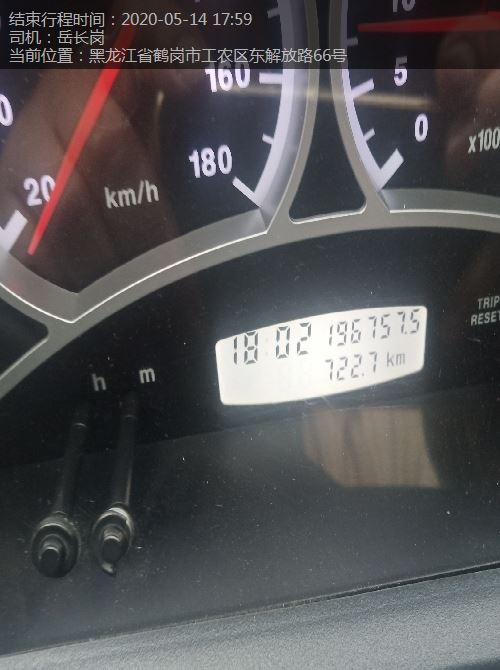 结束行程时间：2020-05-14 17:59
司机：岳长岗
当前位置：黑龙江省鹤岗市工农区东解放路66号
10
160
5
0
180
x100
20
km/h
TRIP
RESET
18:02 196757.5
722.7 km
h m